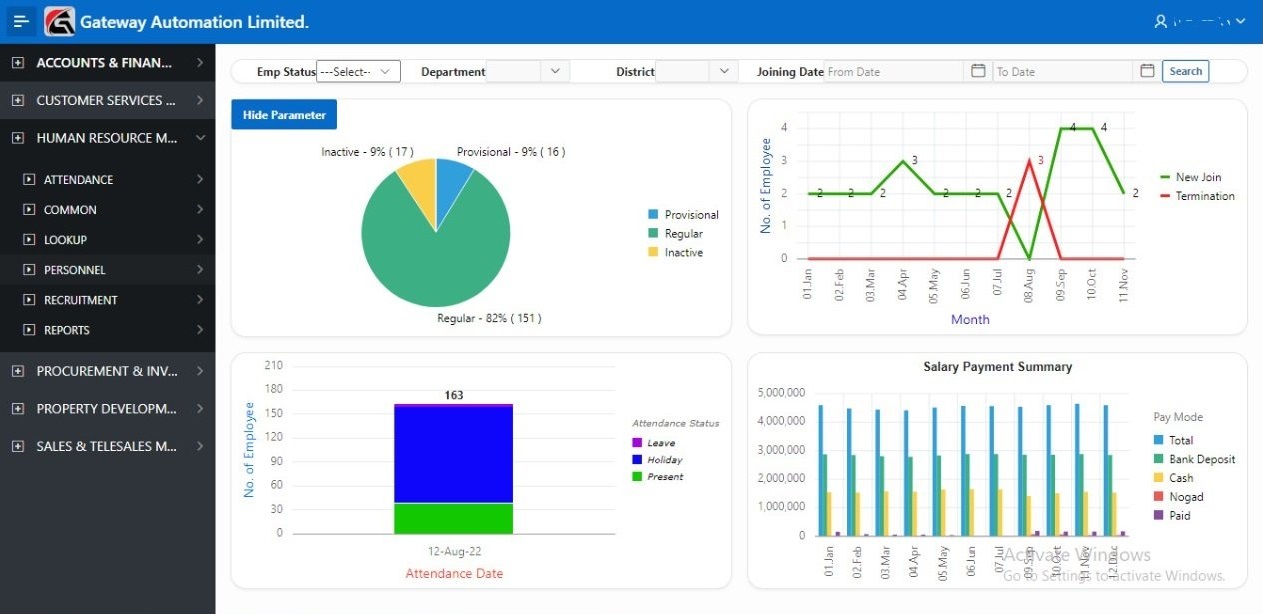 Gateway Automation Limited.
ACCOUNTS & FINAN...
CUSTOMER SERVICES ...
HUMAN RESOURCE M...
ATTENDANCE
COMMON
LOOKUP
PERSONNEL
RECRUITMENT
REPORTS
PROCUREMENT & INV...
PROPERTY DEVELOPM...
SALES & TELESALES M...
Emp Status ---Select-- Department District Joining Date From Date To Date Search
Hide Parameter
Inactive - 9% ( 17 ) Provisional - 9% ( 16 )
Regular - 82% ( 151 )
Provisional
Regular
Inactive
No. of Employee
4
3
2
1
0
2 2 2 3 2 2 2 3 4 4 2
01.Jan 02.Feb 03.Mar 04.Apr 05.May 06.Jun 07.Jul 08.Aug 09.Sep 10.Oct 11.Nov
Month
New Join
Termination
No. of Employee
210
180
150
120
90
60
30
0
163
12-Aug-22
Attendance Date
Attendance Status
Leave
Holiday
Present
Salary Payment Summary
5,000,000
4,000,000
3,000,000
2,000,000
1,000,000
0
01.Jan 02.Feb 03.Mar 04.Apr 05.May 06.Jun 07.Jul 09.Sep 10.Oct 11.Nov 12.Dec
Pay Mode
Total
Bank Deposit
Cash
Nogad
Paid
Activate Windows
Go to Settings to activate Windows.